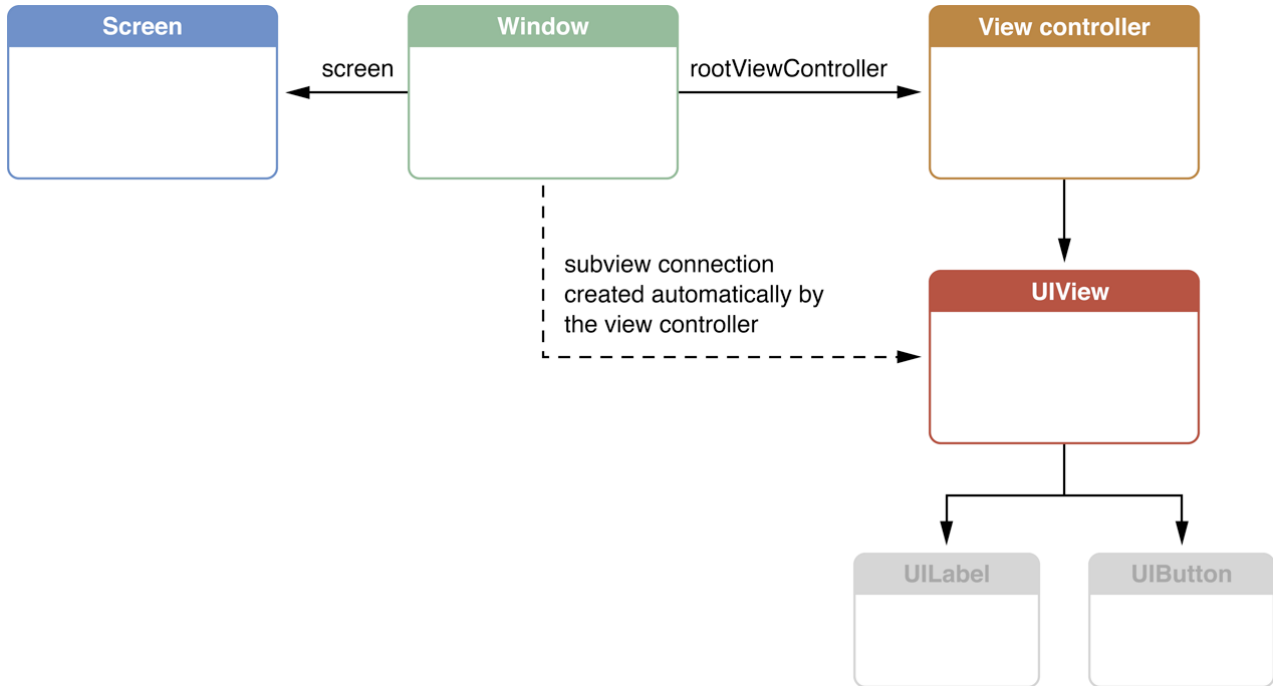 Screen
Window
View controller
screen
rootViewController
subview connection
created automatically by
the view controller
UIView
UILabel
UIButton